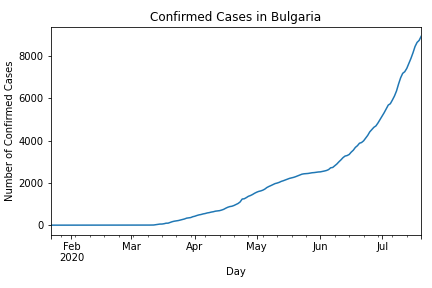 Confirmed Cases in Bulgaria
Number of Confirmed Cases
8000
6000
4000
2000
0
Feb
2020
Mar
Apr
May
Jun
Jul
Day